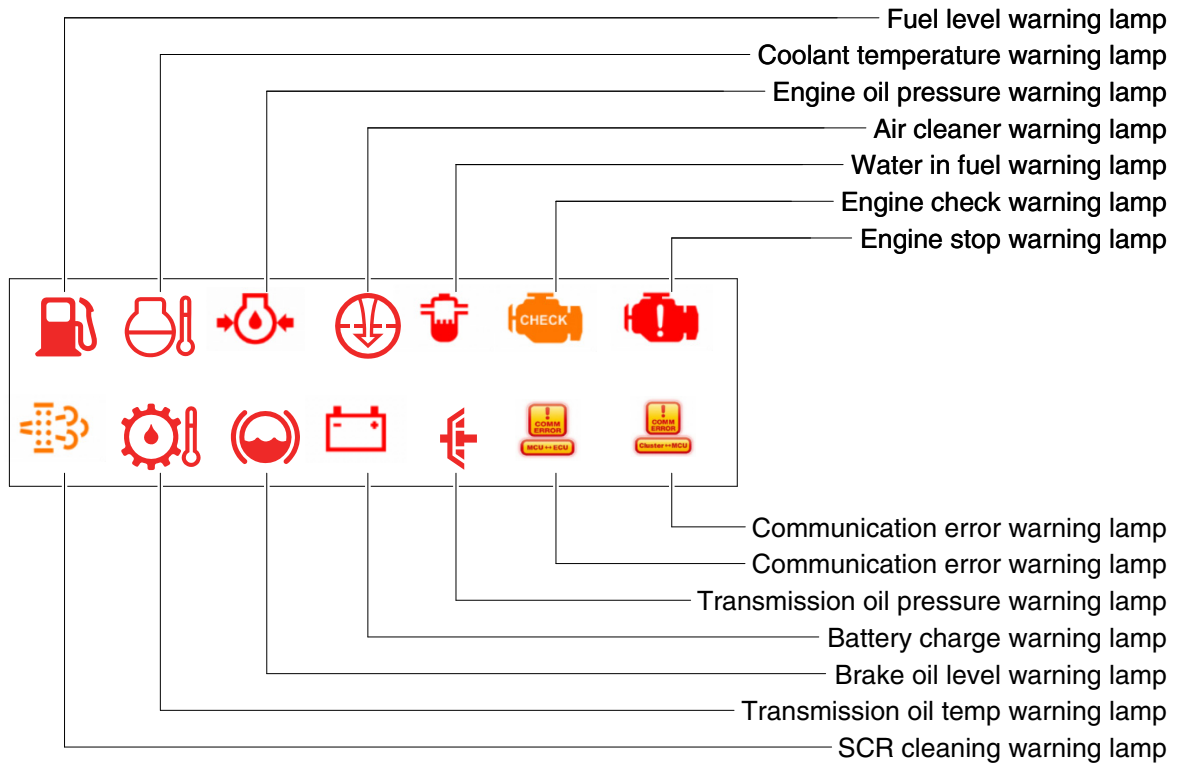 Fuel level warning lamp
Coolant temperature warning lamp
Engine oil pressure warning lamp
Air cleaner warning lamp
Water in fuel warning lamp
Engine check warning lamp
Engine stop warning lamp
CHECK
!
- +
!
COMM
ERROR
MCU↔ECU
!
COMM
ERROR
Cluster↔MCU
Communication error warning lamp
Communication error warning lamp
Transmission oil pressure warning lamp
Battery charge warning lamp
Brake oil level warning lamp
Transmission oil temp warning lamp
SCR cleaning warning lamp